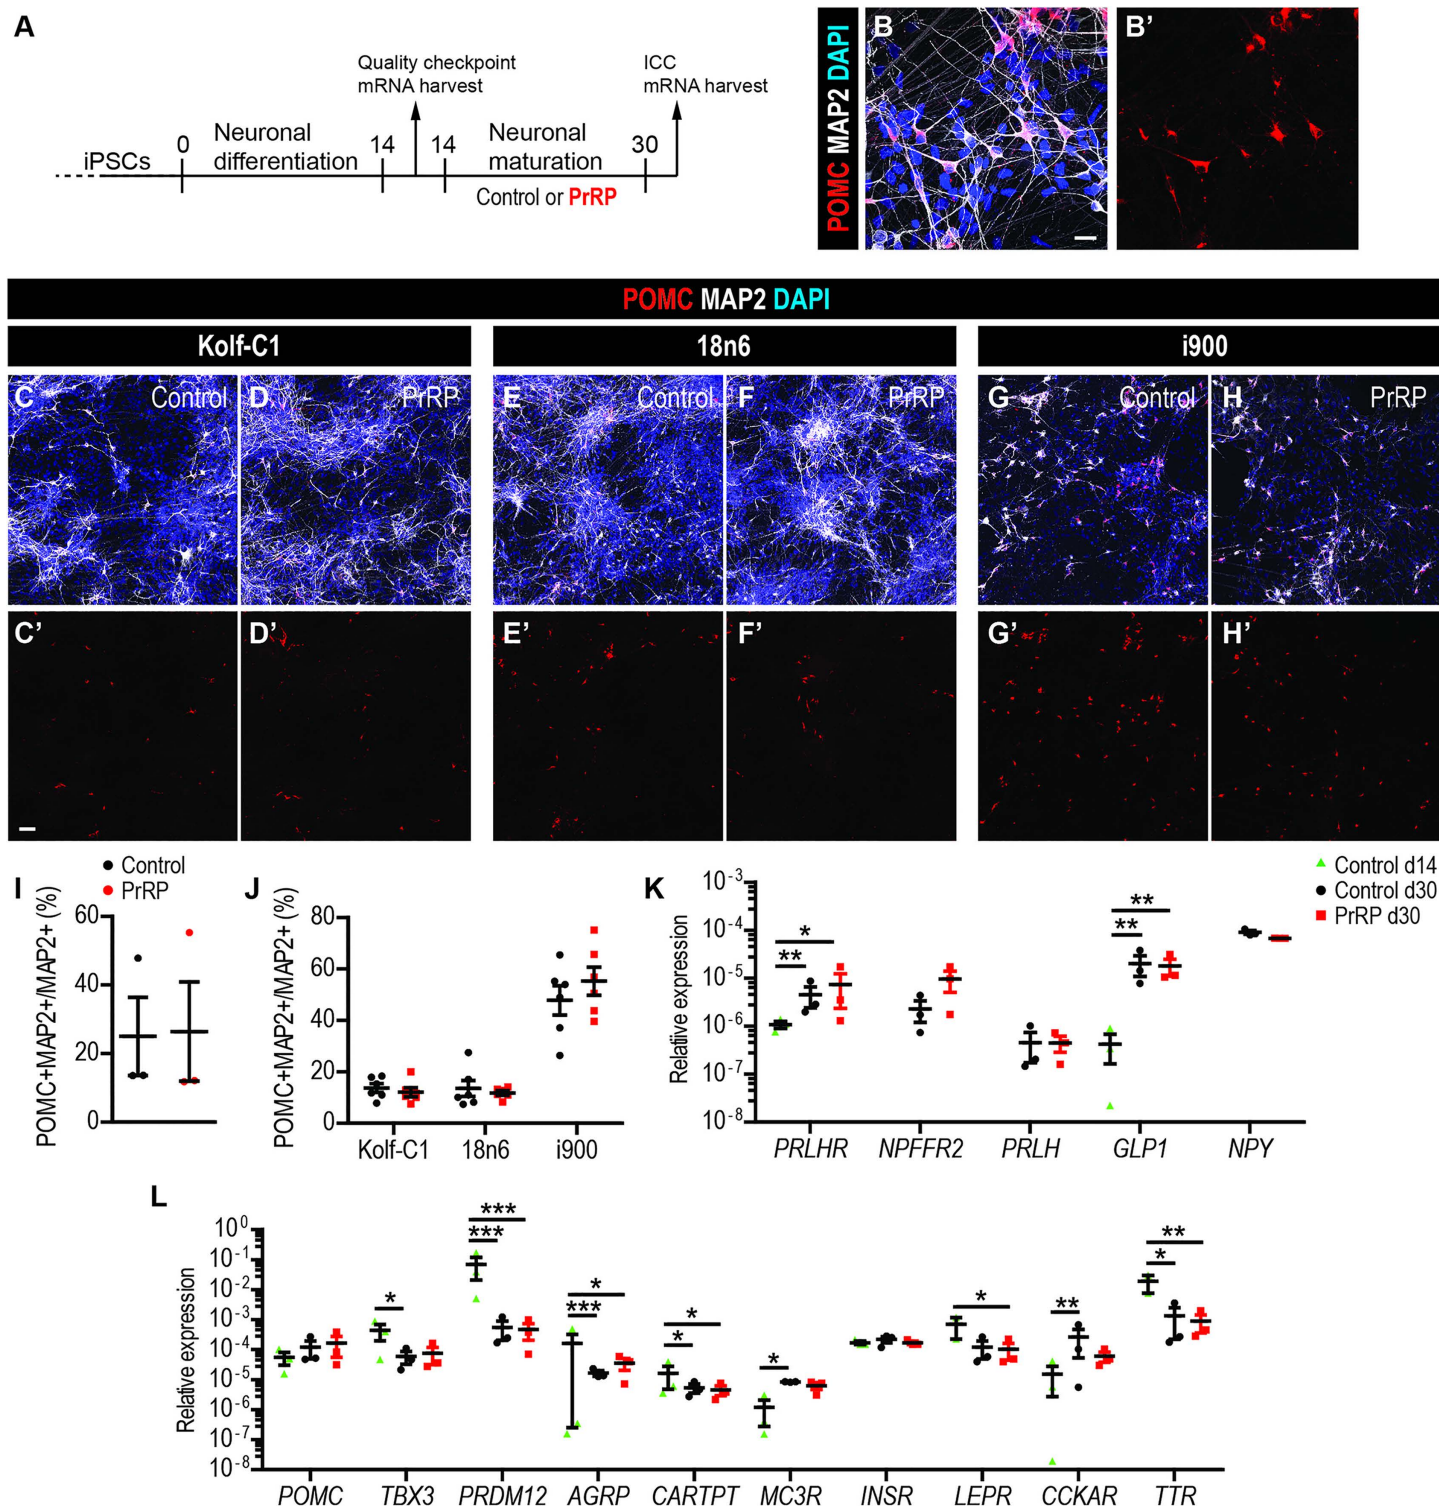 A
Quality checkpoint
mRNA harvest
ICC
mRNA harvest
iPSCs
0
Neuronal
differentiation
14
14
Neuronal
maturation
30
Control or PrRP
POMC MAP2 DAPI
B
B’
POMC MAP2 DAPI
Kolf-C1
18n6
i900
C
Control
D
PrRP
E
Control
F
PrRP
G
Control
H
PrRP
C’
D’
E’
F’
G’
H’
I
Control
PrRP
POMC+MAP2+/MAP2+ (%)
60
40
20
0
J
POMC+MAP2+/MAP2+ (%)
80
60
40
20
0
Kolf-C1
18n6
i900
K
Control d14
Control d30
PrRP d30
Relative expression
10-3
10-4
10-5
10-6
10-7
10-8
*
**
**
**
PRLHR
NPFFR2
PRLH
GLP1
NPY
L
Relative expression
100
10-1
10-2
10-3
10-4
10-5
10-6
10-7
10-8
*
***
***
*
***
*
*
*
*
**
**
*
POMC
TBX3
PRDM12
AGRP
CARTPT
MC3R
INSR
LEPR
CCKAR
TTR